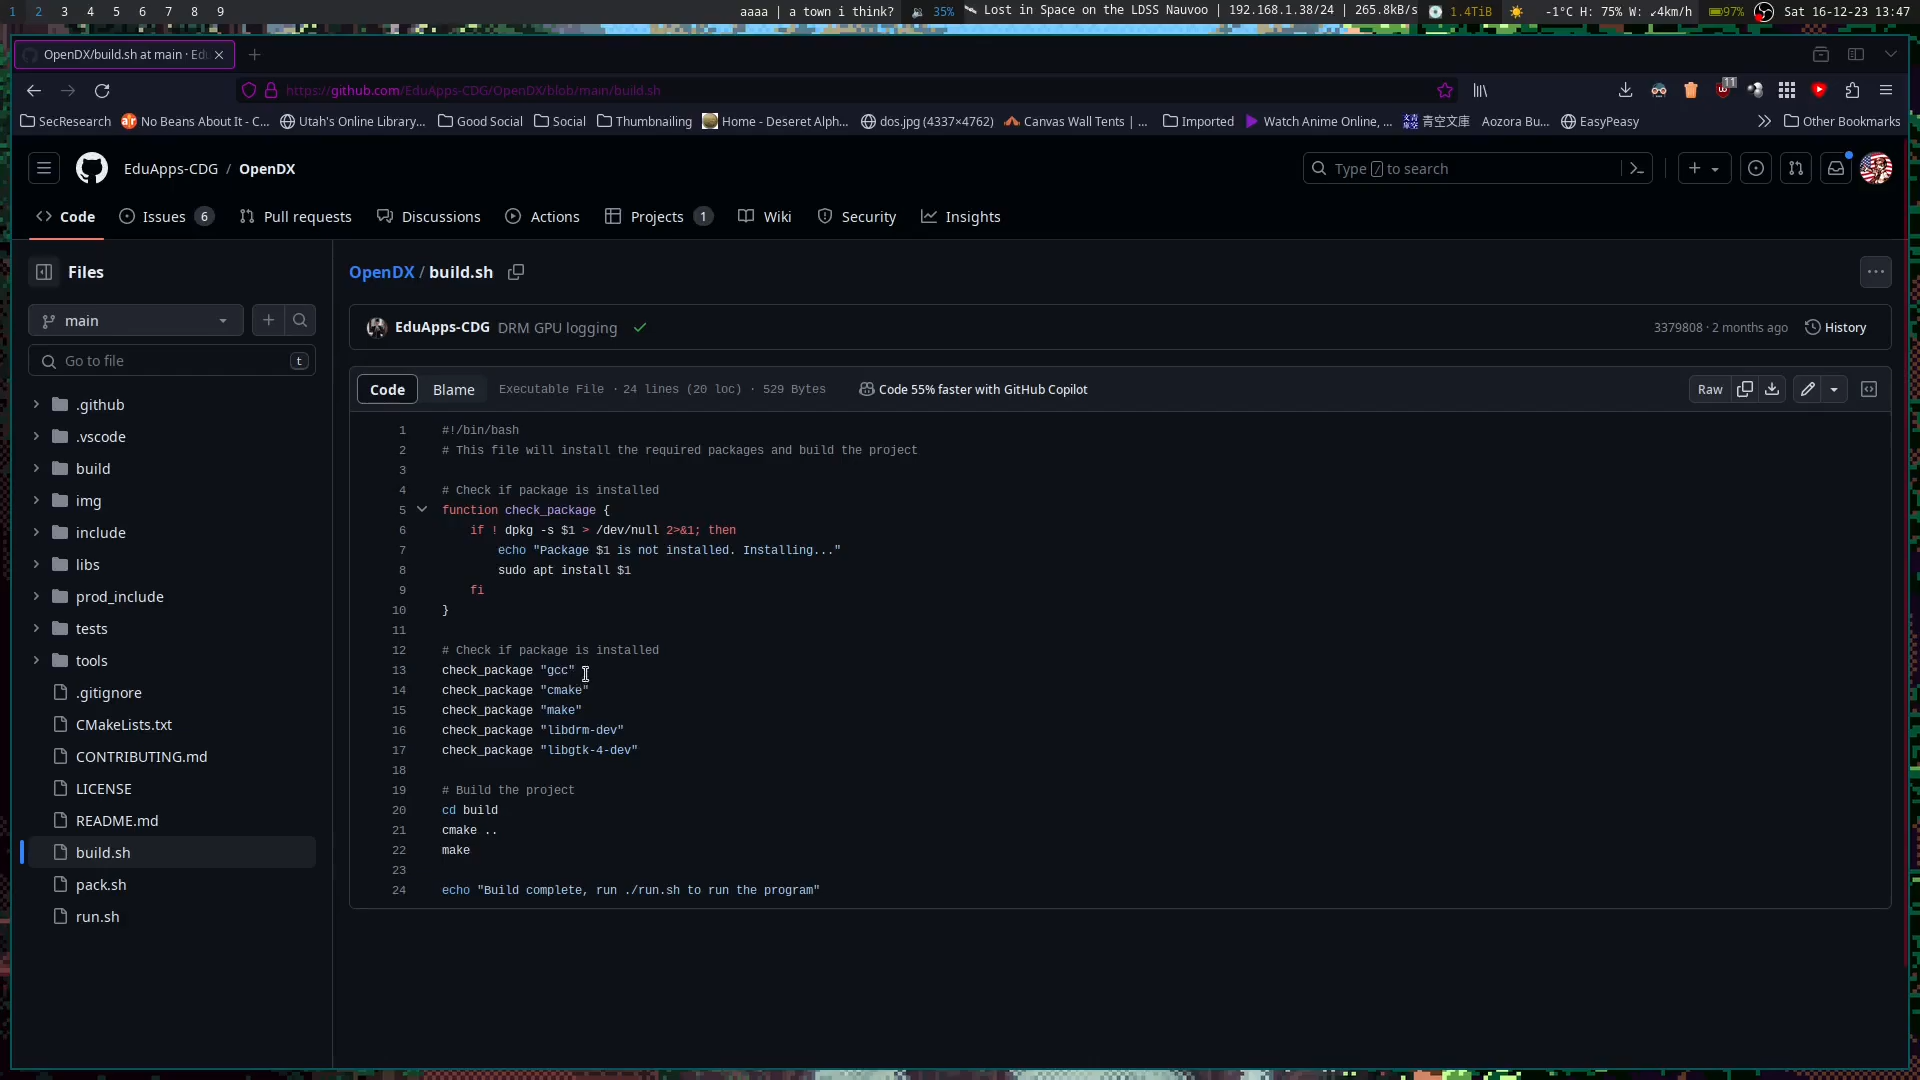 1 2 3 4 5 6 7 8 9
aaaa | a town i think? 35% Lost in Space on the LDSS Nauvoo | 192.168.1.38/24 | 265.8kB/s 1.4TiB -1°C H: 75% W: ↙4km/h 97% Sat 16-12-23 13:47
OpenDX/build.sh at main · Edu
https://github.com/EduApps-CDG/OpenDX/blob/main/build.sh
11
SecResearch No Beans About It - C... Utah's Online Library... Good Social Social Thumbnailing Home - Deseret Alph... dos.jpg (4337×4762) Canvas Wall Tents | ... Imported Watch Anime Online, ... 青空文庫 Aozora Bu... EasyPeasy Other Bookmarks
EduApps-CDG / OpenDX
Type / to search
Code Issues 6 Pull requests Discussions Actions Projects 1 Wiki Security Insights
Files
main
Go to file t
.github
.vscode
build
img
include
libs
prod_include
tests
tools
.gitignore
CMakeLists.txt
CONTRIBUTING.md
LICENSE
README.md
build.sh
pack.sh
run.sh
OpenDX / build.sh
EduApps-CDG DRM GPU logging 3379808 · 2 months ago History
Code Blame Executable File · 24 lines (20 loc) · 529 Bytes Code 55% faster with GitHub Copilot Raw
1 #!/bin/bash
2 # This file will install the required packages and build the project
3
4 # Check if package is installed
5 function check_package {
6 if ! dpkg -s $1 > /dev/null 2>&1; then
7 echo "Package $1 is not installed. Installing..."
8 sudo apt install $1
9 fi
10 }
11
12 # Check if package is installed
13 check_package "gcc"
14 check_package "cmake"
15 check_package "make"
16 check_package "libdrm-dev"
17 check_package "libgtk-4-dev"
18
19 # Build the project
20 cd build
21 cmake ..
22 make
23
24 echo "Build complete, run ./run.sh to run the program"